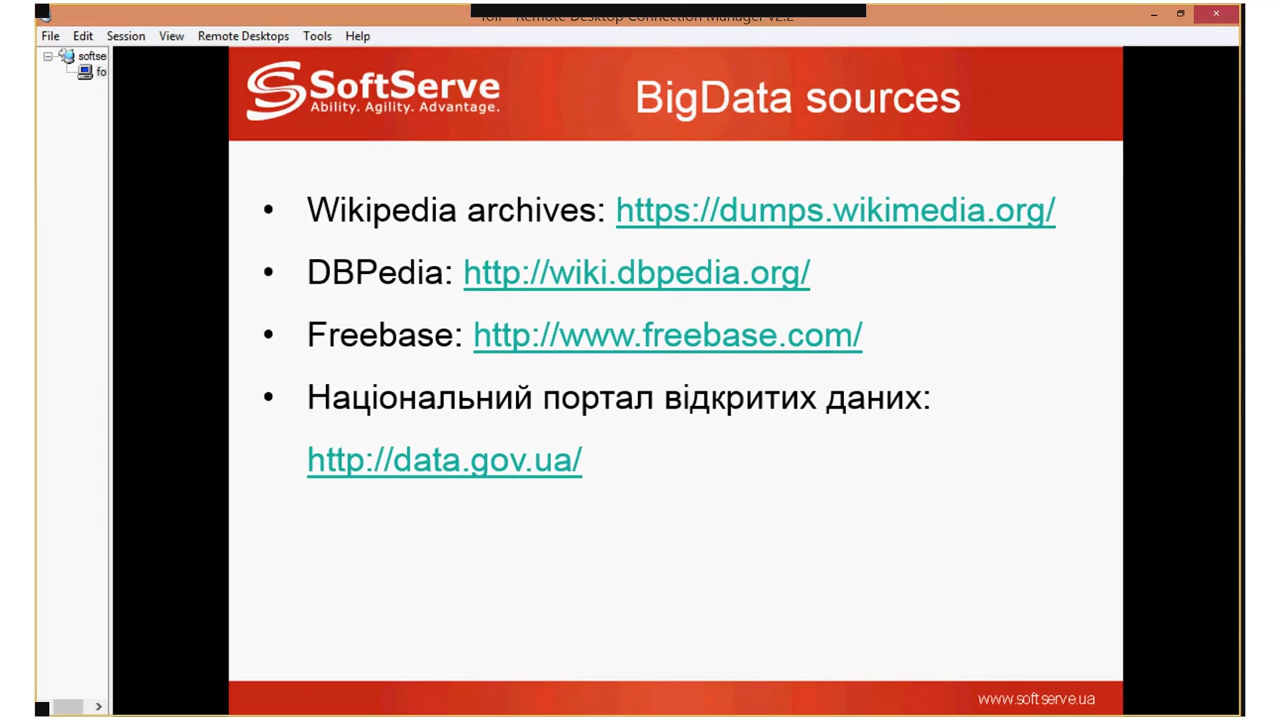 File Edit Session View Remote Desktops Tools Help
softse
fo
SoftServe
Ability. Agility. Advantage.
BigData sources
• Wikipedia archives: https://dumps.wikimedia.org/
• DBPedia: http://wiki.dbpedia.org/
• Freebase: http://www.freebase.com/
• Національний портал відкритих даних:
http://data.gov.ua/
www.softserve.ua